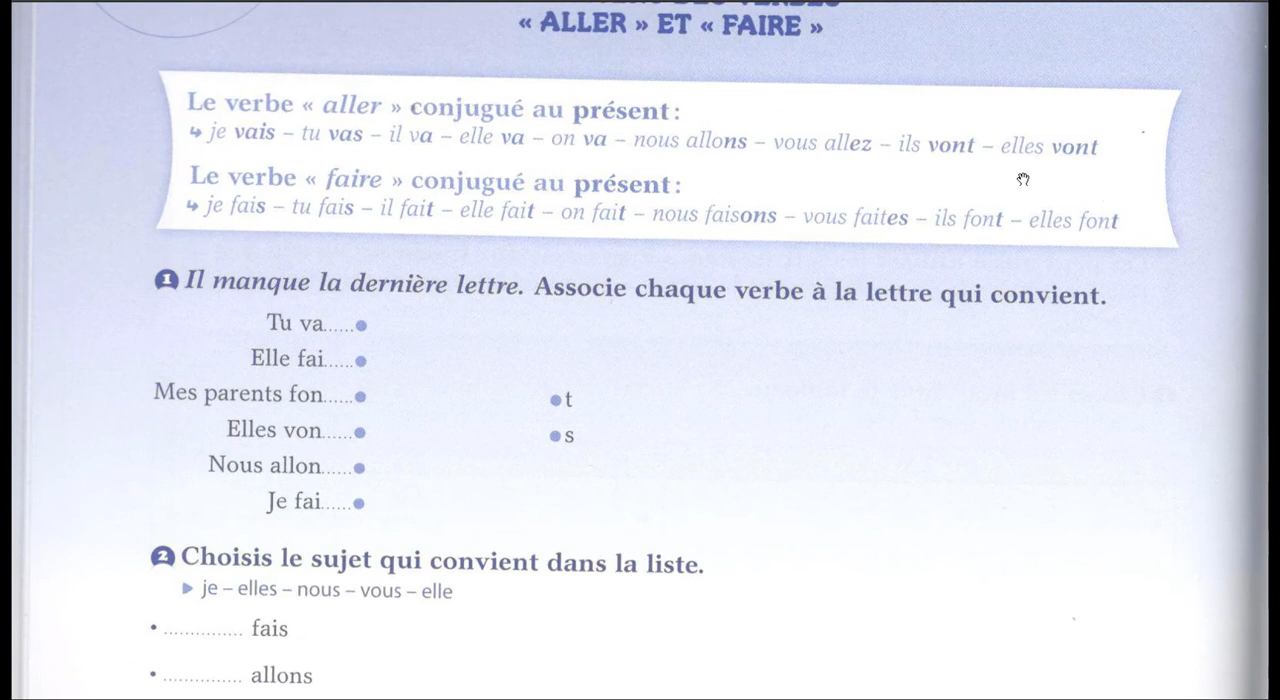 « ALLER » ET « FAIRE »
Le verbe « aller » conjugué au présent :
↳ je vais – tu vas – il va – elle va – on va – nous allons – vous allez – ils vont – elles vont
Le verbe « faire » conjugué au présent :
↳ je fais – tu fais – il fait – elle fait – on fait – nous faisons – vous faites – ils font – elles font
1 Il manque la dernière lettre. Associe chaque verbe à la lettre qui convient.
Tu va......●
Elle fai......●
Mes parents fon......● ●t
Elles von......● ●s
Nous allon......●
Je fai......●
2 Choisis le sujet qui convient dans la liste.
▶ je – elles – nous – vous – elle
• ............... fais
• ............... allons